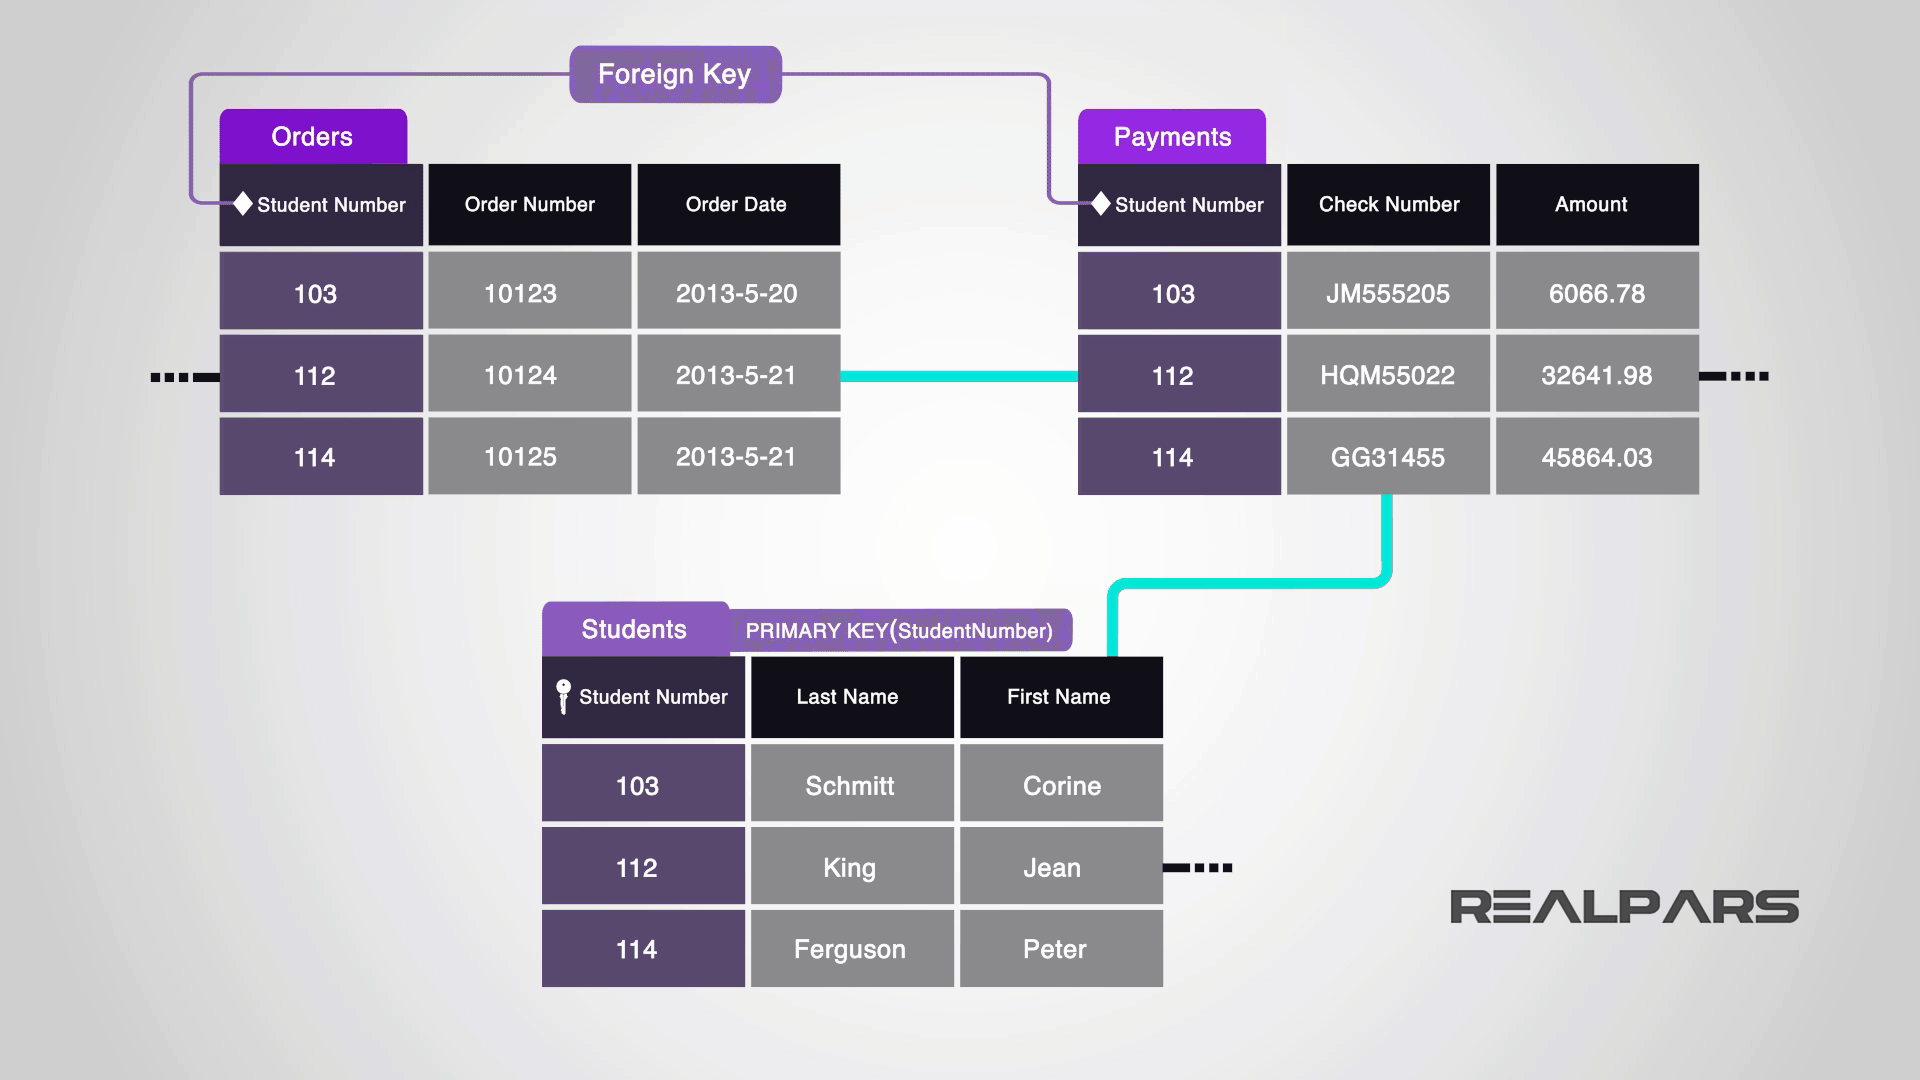 Foreign Key
Orders
Student Number Order Number Order Date
103 10123 2013-5-20
112 10124 2013-5-21
114 10125 2013-5-21
Payments
Student Number Check Number Amount
103 JM555205 6066.78
112 HQM55022 32641.98
114 GG31455 45864.03
Students PRIMARY KEY(StudentNumber)
Student Number Last Name First Name
103 Schmitt Corine
112 King Jean
114 Ferguson Peter
REALPARS